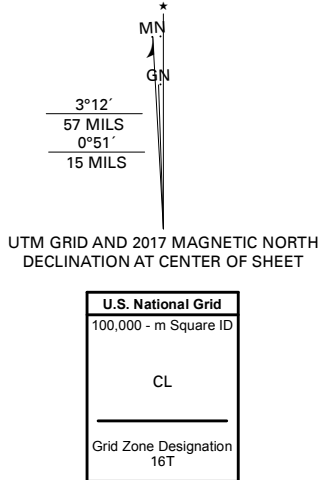 MN
GN
3°12´
57 MILS
0°51´
15 MILS
UTM GRID AND 2017 MAGNETIC NORTH
DECLINATION AT CENTER OF SHEET
U.S. National Grid
100,000 - m Square ID
CL
Grid Zone Designation
16T